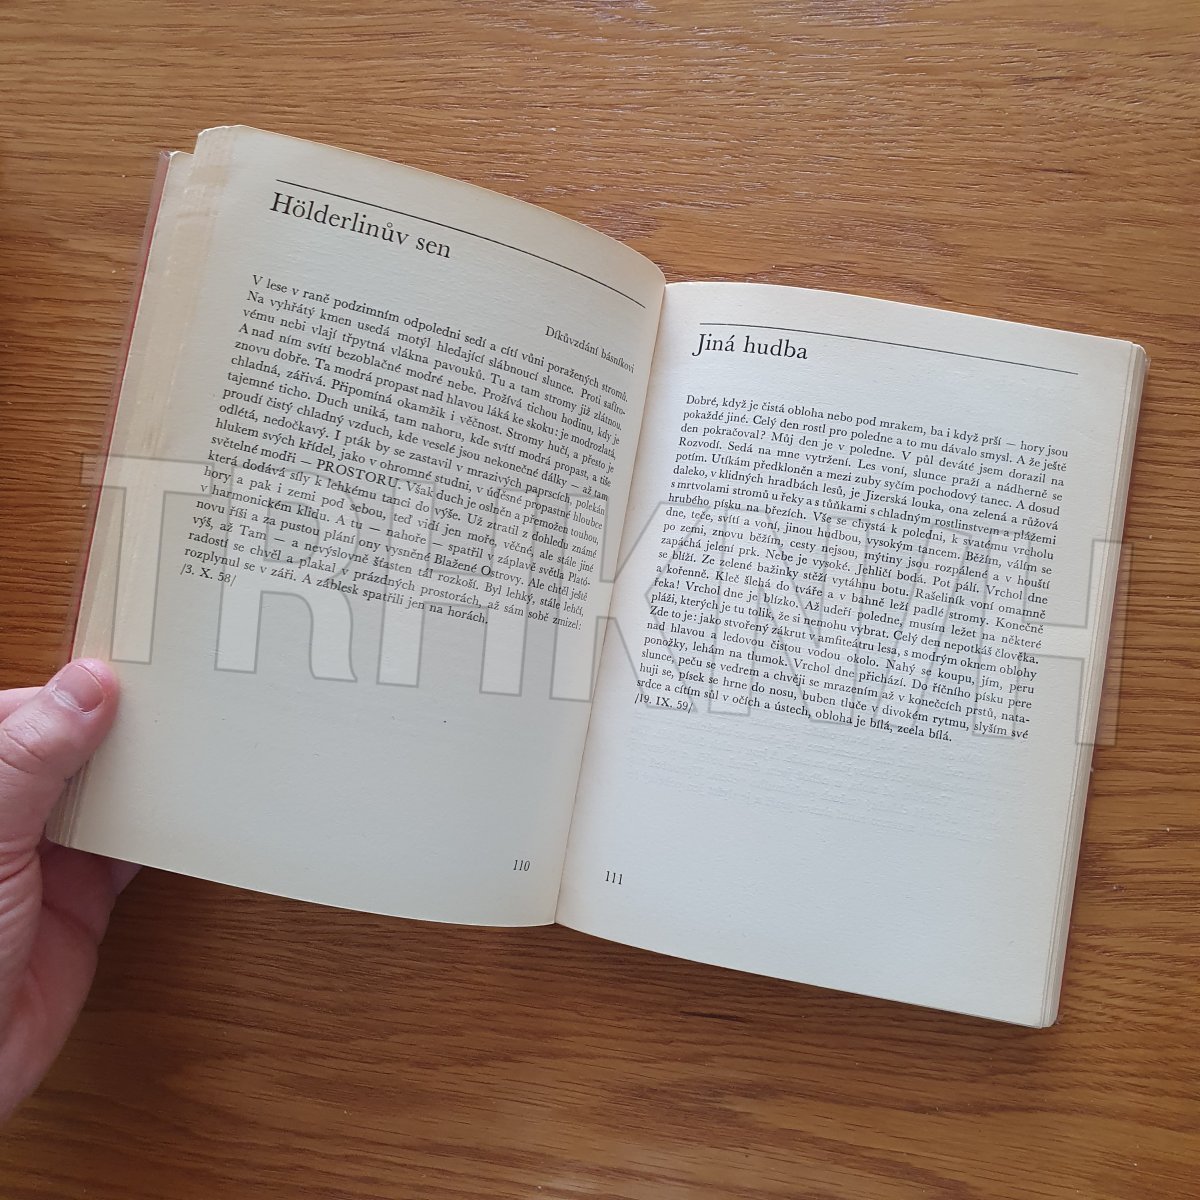 Hölderlinův sen
Díkůvzdání básníkovi
V lese v raně podzimním odpoledni sedí a cítí vůni poražených stromů.
Na vyhřátý kmen usedá motýl hledající slábnoucí slunce. Proti safíro-
vému nebi vlají třpytná vlákna pavouků. Tu a tam stromy již zlátnou.
A nad ním svítí bezoblačné modré nebe. Prožívá tichou hodinu, kdy je
znovu dobře. Ta modrá propast nad hlavou láká ke skoku: je modrozlatá,
chladná, zářivá. Připomíná okamžik i věčnost. Stromy hučí, a přesto je
tajemné ticho. Duch uniká, tam nahoru, kde svítí modrá propast, a tiše
proudí čistý chladný vzduch, kde veselé jsou nekonečné dálky — až tam
odlétá, nedočkavý. I pták by se zastavil v mrazivých paprscích, polekán
hlukem svých křídel, jako v ohromné studni, v úděsné propastné hloubce
světelné modři — PROSTORU. Však duch je oslněn a přemožen touhou,
která dodává síly k lehkému taní do výše. Už ztratil z dohledu známé
hory a pak i zemi pod sebou, teď vidí jen moře, věčné, ale stále jiné
v harmonickém klidu. A tu — nahoře — spatřil v záplavě světla Plató-
novu říši a za pustou plání ony vysněné Blažené Ostrovy. Ale chtěl ještě
výš, až Tam — a nevýslovně šťasten tál rozkoší. Byl lehký, stále lehčí,
radostí se chvěl a plakal v prázdných prostorách, až sám sobě zmizel:
rozplynul se v záři. A záblesk spatřili jen na horách.
/3. X. 58/
110
Jiná hudba
Dobré, když je čistá obloha nebo pod mrakem, ba i když prší — hory jsou
pokaždé jiné. Celý den rostl pro poledne a to mu dávalo smysl. A že ještě
den pokračoval? Můj den je v poledne. V půl deváté jsem dorazil na
Rozvodí. Sedá na mne vytržení. Les voní, slunce praží a nádherně se
potím. Utíkám předkloněn a mezi zuby syčím pochodový tanec. A dosud
daleko, v klidných hradbách lesů, je Jizerská louka, ona zelená a růžová
s mrtvolami stromů u řeky a s tůňkami s chladným rostlinstvem a plážemi
hrubého písku na březích. Vše se chystá k poledni, k svatému vrcholu
dne, teče, svítí a voní, jinou hudbou, vysokým tancem. Běžím, válím se
po zemi, znovu běžím, cesty nejsou, mýtiny jsou rozpálené a v houští
zapáchá jelení prk. Nebe je vysoké. Jehličí bodá. Pot pálí. Vrchol dne
se blíží. Ze zelené bažinky stěží vytáhnu botu. Rašeliník voní omamně
a kořenně. Kleč šlehá do tváře a v bahně leží padlé stromy. Konečně
řeka! Vrchol dne je blízko. Až udeří poledne, musím ležet na některé
pláži, kterých je tu tolik, že si nemohu vybrat. Celý den nepotkáš člověka.
Zde to je: jako stvořený zákrut v amfiteátru lesa, s modrým oknem oblohy
nad hlavou a ledovou čistou vodou okolo. Nahý se koupu, jím, peru
ponožky, lehám na tlumok. Vrchol dne přichází. Do říčního písku pere
slunce, peču se vedrem a chvěji se mrazením až v konečcích prstů, nata-
huji se, písek se hrne do nosu, buben tluče v divokém rytmu, slyším své
srdce a cítím sůl v očích a ústech, obloha je bílá, zcela bílá.
/19. IX. 59/
111